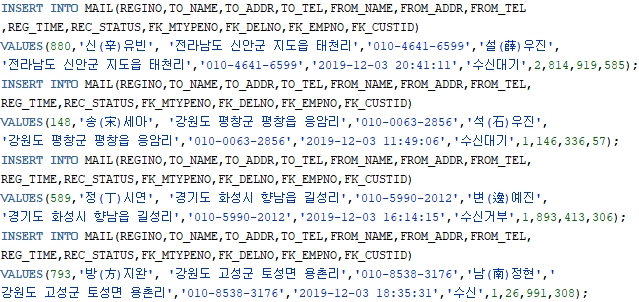 INSERT INTO MAIL(REGINO,TO_NAME,TO_ADDR,TO_TEL,FROM_NAME,FROM_ADDR,FROM_TEL
,REG_TIME,REC_STATUS,FK_MTYPENO,FK_DELNO,FK_EMPNO,FK_CUSTID)
VALUES(880,'신(辛)유빈', '전라남도 신안군 지도읍 태천리','010-4641-6599','설(薛)우진',
'전라남도 신안군 지도읍 태천리','010-4641-6599','2019-12-03 20:41:11','수신대기',2,814,919,585);
INSERT INTO MAIL(REGINO,TO_NAME,TO_ADDR,TO_TEL,FROM_NAME,FROM_ADDR,FROM_TEL,
REG_TIME,REC_STATUS,FK_MTYPENO,FK_DELNO,FK_EMPNO,FK_CUSTID)
VALUES(148,'송(宋)세아', '강원도 평창군 평창읍 응암리','010-0063-2856','석(石)우진',
'강원도 평창군 평창읍 응암리','010-0063-2856','2019-12-03 11:49:06','수신대기',1,146,336,57);
INSERT INTO MAIL(REGINO,TO_NAME,TO_ADDR,TO_TEL,FROM_NAME,FROM_ADDR,FROM_TEL,
REG_TIME,REC_STATUS,FK_MTYPENO,FK_DELNO,FK_EMPNO,FK_CUSTID)
VALUES(589,'정(丁)시연', '경기도 화성시 향남읍 길성리','010-5990-2012','변(邊)예진',
'경기도 화성시 향남읍 길성리','010-5990-2012','2019-12-03 16:14:15','수신거부',1,893,413,306);
INSERT INTO MAIL(REGINO,TO_NAME,TO_ADDR,TO_TEL,FROM_NAME,FROM_ADDR,FROM_TEL,
REG_TIME,REC_STATUS,FK_MTYPENO,FK_DELNO,FK_EMPNO,FK_CUSTID)
VALUES(793,'방(方)지완', '강원도 고성군 토성면 용촌리','010-8538-3176','남(南)정현','
강원도 고성군 토성면 용촌리','010-8538-3176','2019-12-03 18:35:31','수신',1,26,991,308);